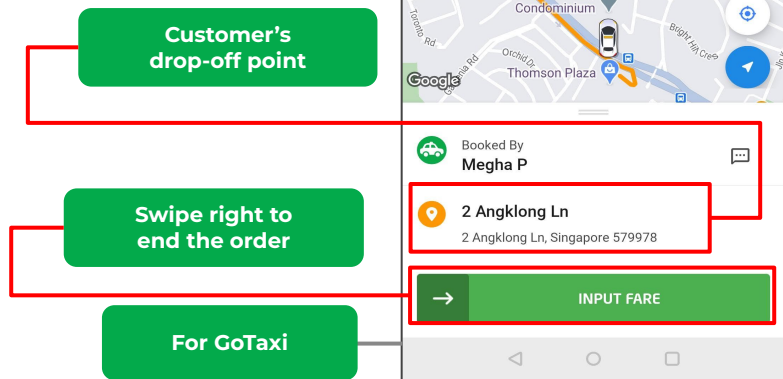 Customer's
drop-off point
Swipe right to
end the order
For GoTaxi
Condominium
Toronto Rd
Orchid Dr
Thomson Plaza
Google
Booked By
Megha P
2 Angklong Ln
2 Angklong Ln, Singapore 579978
INPUT FARE